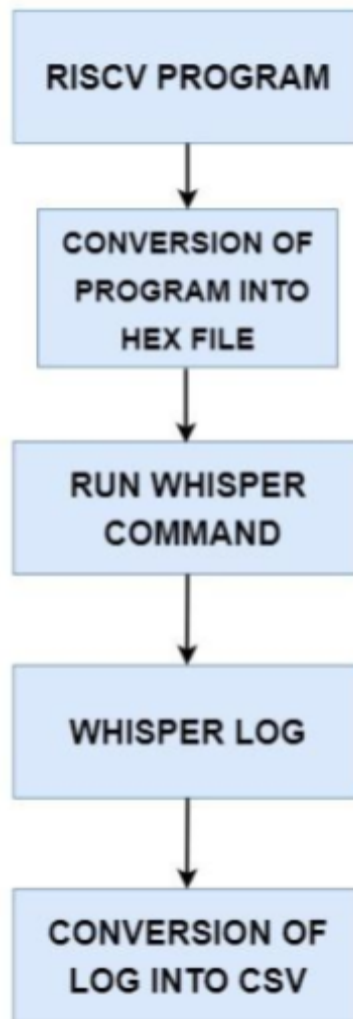 RISCV PROGRAM
CONVERSION OF
PROGRAM INTO
HEX FILE
RUN WHISPER
COMMAND
WHISPER LOG
CONVERSION OF
LOG INTO CSV